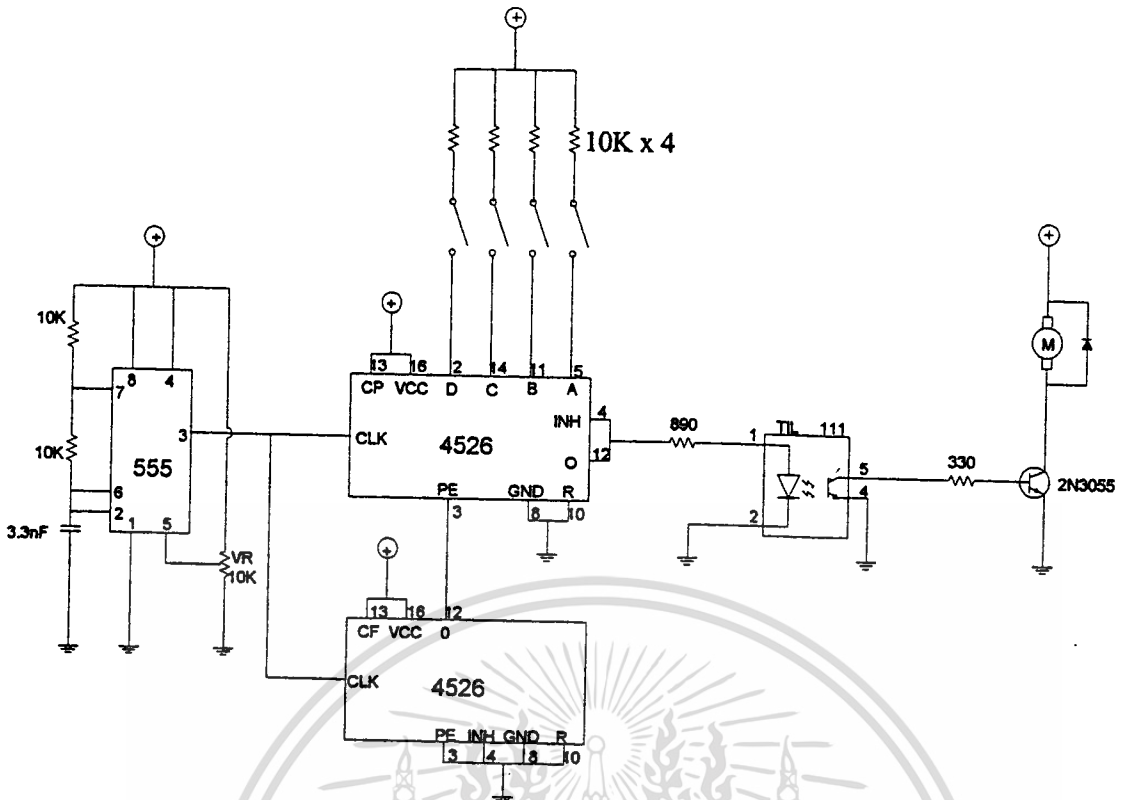 +
10K x 4
+
+
+
10K
10K
3.3nF
8 4
7
3
555
6
2
1 5
VR
10K
13 16 2 14 11 5
CP VCC D C B A
CLK
4526
INH 4
O 12
PE GND R
3 8 10
890
TIL 111
1
2
5
4
330
2N3055
M
+
13 16 12
CF VCC 0
CLK
4526
PE INH GND R
3 4 8 10